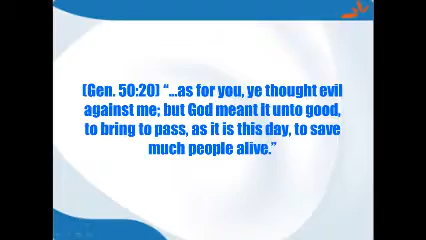 (Gen. 50:20) “...as for you, ye thought evil
against me; but God meant it unto good,
to bring to pass, as it is this day, to save
much people alive.”